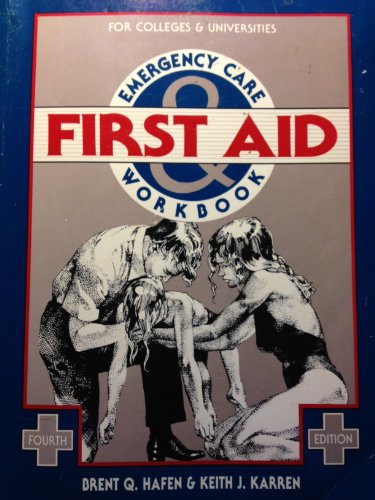 FOR COLLEGES & UNIVERSITIES
EMERGENCY CARE
&
FIRST AID
WORKBOOK
FOURTH
EDITION
BRENT Q. HAFEN & KEITH J. KARREN